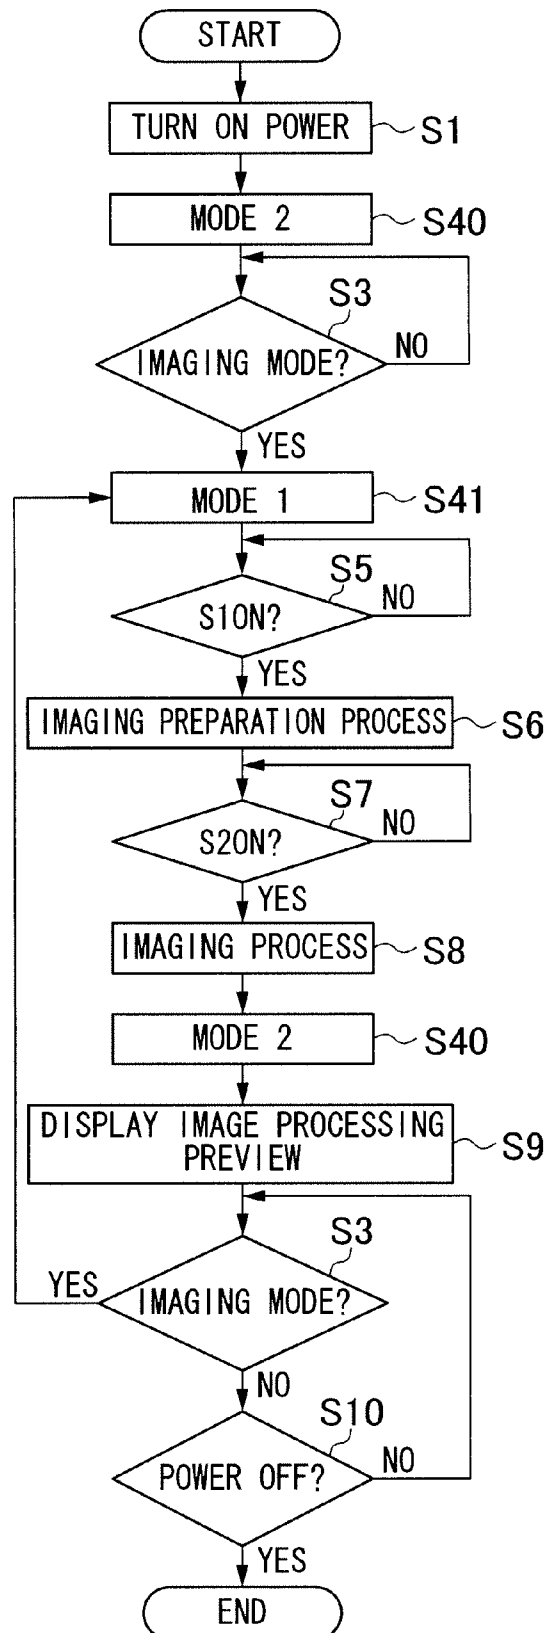 START
TURN ON POWER
S1
MODE 2
S40
S3
IMAGING MODE?
NO
YES
MODE 1
S41
S5
S1ON?
NO
YES
IMAGING PREPARATION PROCESS
S6
S7
S2ON?
NO
YES
IMAGING PROCESS
S8
MODE 2
S40
DISPLAY IMAGE PROCESSING
PREVIEW
S9
S3
YES
IMAGING MODE?
NO
S10
POWER OFF?
NO
YES
END